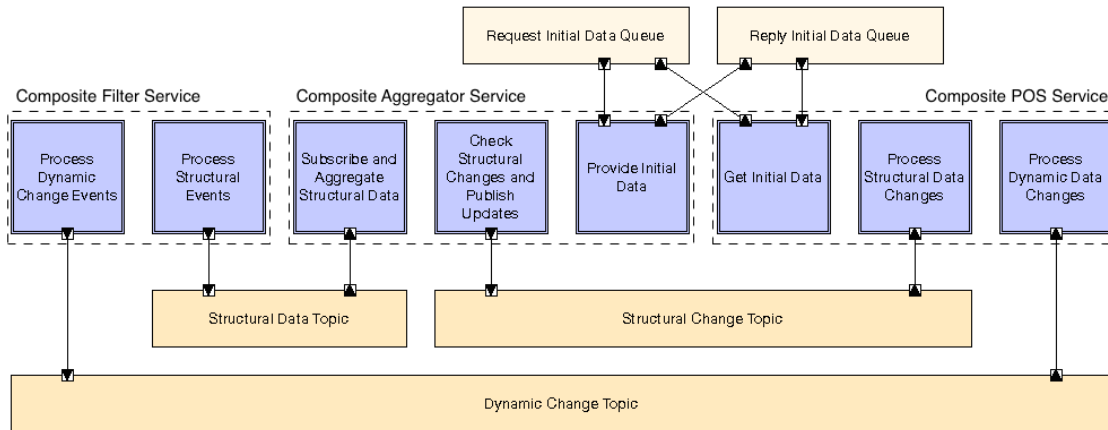 Request Initial Data Queue
Reply Initial Data Queue
Composite Filter Service
Composite Aggregator Service
Composite POS Service
Process
Dynamic
Change Events
Process
Structural
Events
Subscribe and
Aggregate
Structural Data
Check
Structural
Changes and
Publish
Updates
Provide Initial
Data
Get Initial Data
Process
Structural Data
Changes
Process
Dynamic Data
Changes
Structural Data Topic
Structural Change Topic
Dynamic Change Topic